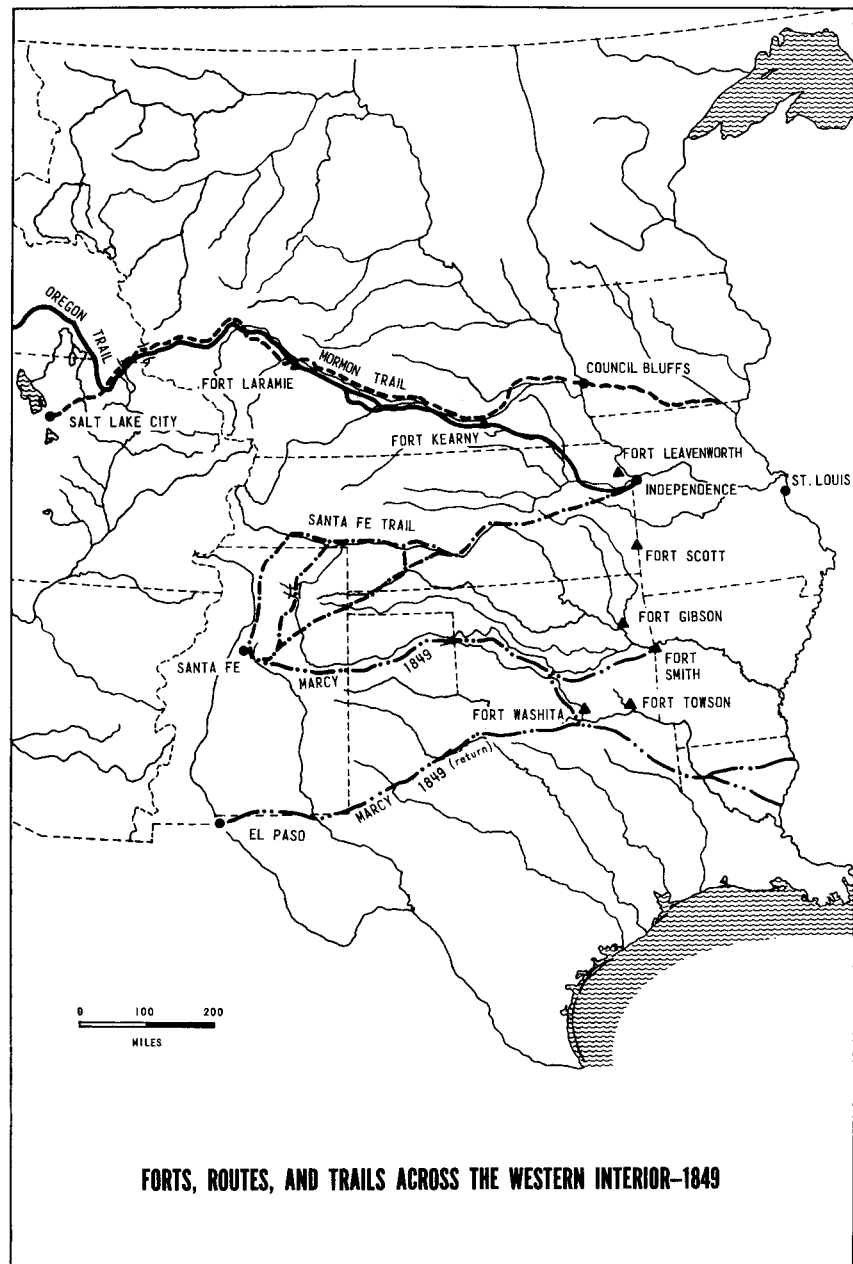 OREGON TRAIL
MORMON TRAIL
FORT LARAMIE
COUNCIL BLUFFS
SALT LAKE CITY
FORT KEARNY
FORT LEAVENWORTH
INDEPENDENCE
ST. LOUIS
SANTA FE TRAIL
FORT SCOTT
FORT GIBSON
SANTA FE
MARCY 1849
FORT
SMITH
FORT WASHITA
FORT TOWSON
MARCY 1849 (return)
EL PASO
0 100 200
MILES
FORTS, ROUTES, AND TRAILS ACROSS THE WESTERN INTERIOR–1849